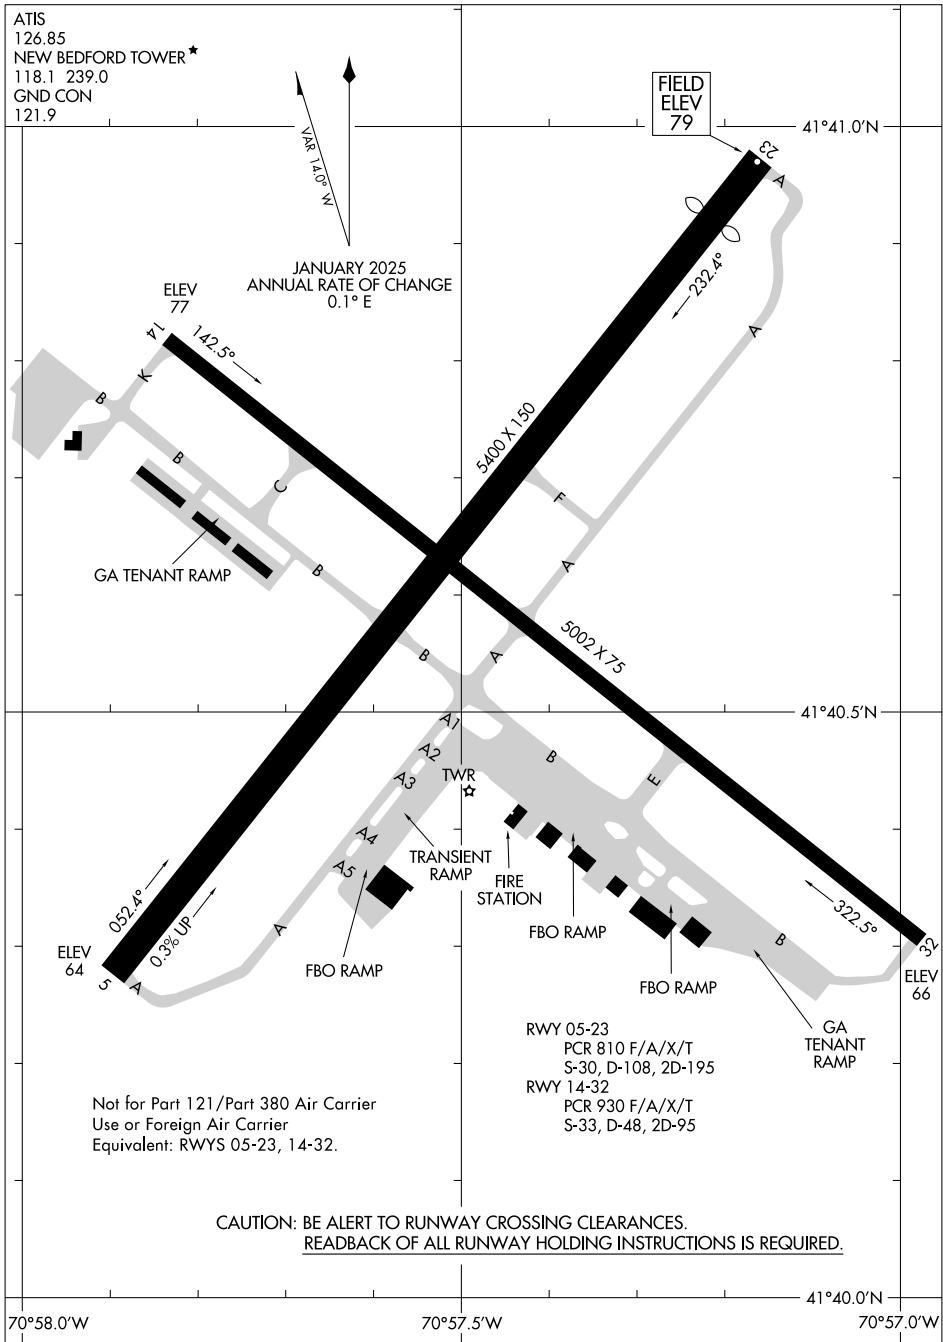 ATIS
126.85
NEW BEDFORD TOWER★
118.1 239.0
GND CON
121.9
VAR 14.0° W
JANUARY 2025
ANNUAL RATE OF CHANGE
0.1° E
FIELD
ELEV
79
41°41.0'N
23
A
232.4°
A
ELEV
77
14
142.5°
K
B
B
C
5400 X 150
F
A
GA TENANT RAMP
B
B
A
5002 X 75
41°40.5'N
A1
A2
A3
TWR
B
E
A4
A5
TRANSIENT
RAMP
FIRE
STATION
FBO RAMP
052.4°
0.3% UP
A
FBO RAMP
ELEV
64
5
A
FBO RAMP
B
322.5°
32
ELEV
66
GA
TENANT
RAMP
RWY 05-23
PCR 810 F/A/X/T
S-30, D-108, 2D-195
RWY 14-32
PCR 930 F/A/X/T
S-33, D-48, 2D-95
Not for Part 121/Part 380 Air Carrier
Use or Foreign Air Carrier
Equivalent: RWYS 05-23, 14-32.
CAUTION: BE ALERT TO RUNWAY CROSSING CLEARANCES.
READBACK OF ALL RUNWAY HOLDING INSTRUCTIONS IS REQUIRED.
41°40.0'N
70°58.0'W
70°57.5'W
70°57.0'W